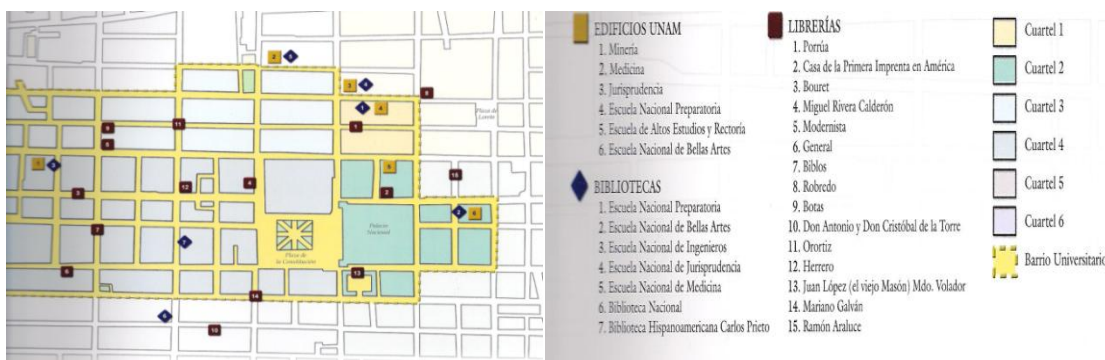 Plaza de
Loreto
Palacio
Nacional
Plaza de
la Constitución
EDIFICIOS UNAM
1. Minería
2. Medicina
3. Jurisprudencia
4. Escuela Nacional Preparatoria
5. Escuela de Altos Estudios y Rectoría
6. Escuela Nacional de Bellas Artes
BIBLIOTECAS
1. Escuela Nacional Preparatoria
2. Escuela Nacional de Bellas Artes
3. Escuela Nacional de Ingenieros
4. Escuela Nacional de Jurisprudencia
5. Escuela Nacional de Medicina
6. Biblioteca Nacional
7. Biblioteca Hispanoamericana Carlos Prieto
LIBRERÍAS
1. Porrúa
2. Casa de la Primera Imprenta en América
3. Bouret
4. Miguel Rivera Calderón
5. Modernista
6. General
7. Biblos
8. Robredo
9. Botas
10. Don Antonio y Don Cristóbal de la Torre
11. Orortiz
12. Herrero
13. Juan López (el viejo Masón) Mdo. Volador
14. Mariano Galván
15. Ramón Araluce
Cuartel 1
Cuartel 2
Cuartel 3
Cuartel 4
Cuartel 5
Cuartel 6
Barrio Universitario